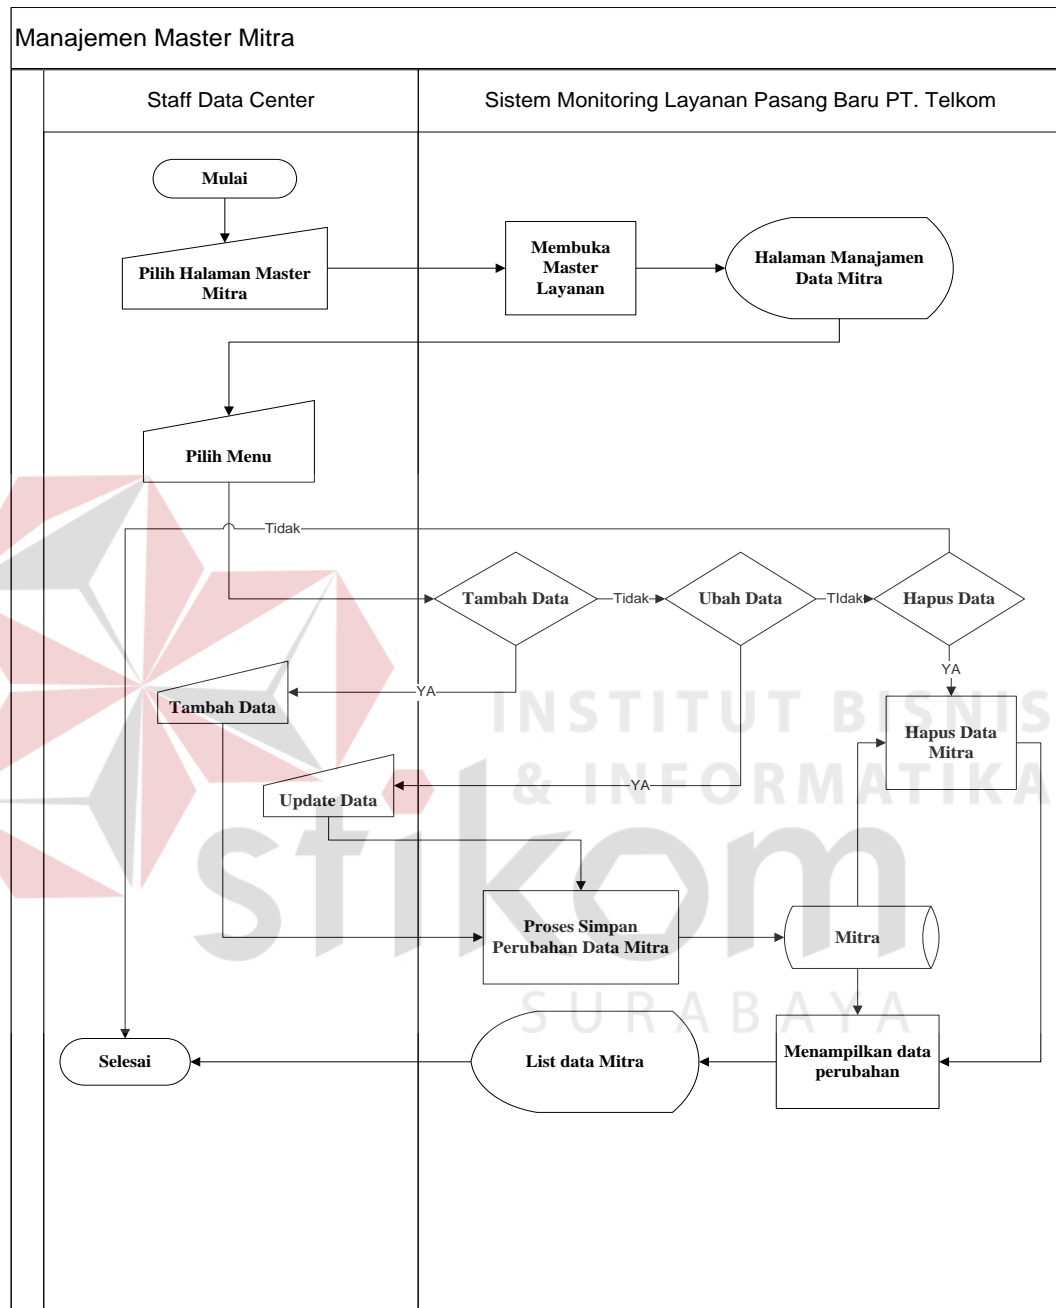 Manajemen Master Mitra
Staff Data Center
Sistem Monitoring Layanan Pasang Baru PT. Telkom
Mulai
Pilih Halaman Master
Mitra
Membuka
Master
Layanan
Halaman Manajamen
Data Mitra
Pilih Menu
Tidak
Tambah Data
Tidak
Ubah Data
TIdak
Hapus Data
YA
YA
Tambah Data
Hapus Data
Mitra
YA
Update Data
Proses Simpan
Perubahan Data Mitra
Mitra
Selesai
List data Mitra
Menampilkan data
perubahan
INSTITUT BISNIS
& INFORMATIKA
stikom
SURABAYA